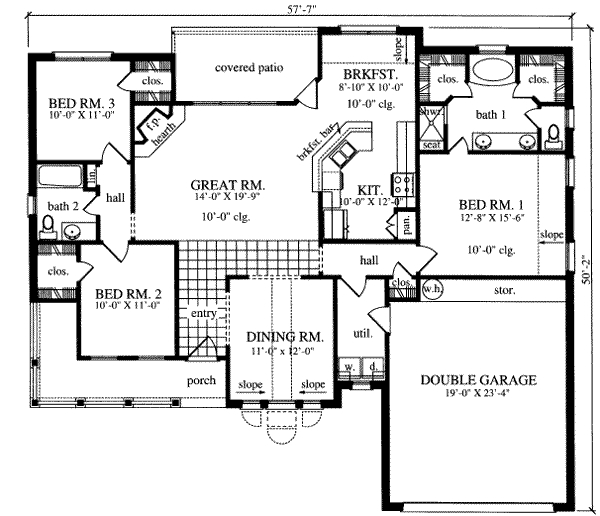 57'-7"
covered patio
slope
BRKFST.
8'-10" X 10'-0"
10'-0" clg.
clos.
clos.
bath 1
shwr.
seat
clos.
BED RM. 3
10'-0" X 11'-0"
f.p.
hearth
brkfst. bar
lin.
hall
bath 2
GREAT RM.
14'-0" X 19'-9"
10'-0" clg.
KIT.
10'-0" X 12'-0"
pan.
BED RM. 1
12'-8" X 15'-6"
10'-0" clg.
slope
50'-2"
clos.
BED RM. 2
10'-0" X 11'-0"
hall
clos.
w.h.
stor.
entry
DINING RM.
11'-0" x 12'-0"
util.
w.
d.
porch
slope
slope
DOUBLE GARAGE
19'-0" X 23'-4"